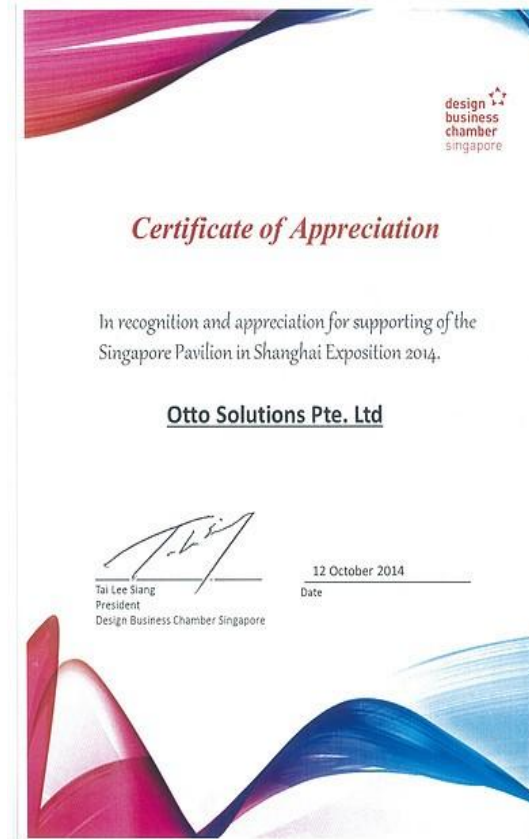 design
business
chamber
singapore
Certificate of Appreciation
In recognition and appreciation for supporting of the
Singapore Pavilion in Shanghai Exposition 2014.
Otto Solutions Pte. Ltd
12 October 2014
Tai Lee Siang
Date
President
Design Business Chamber Singapore